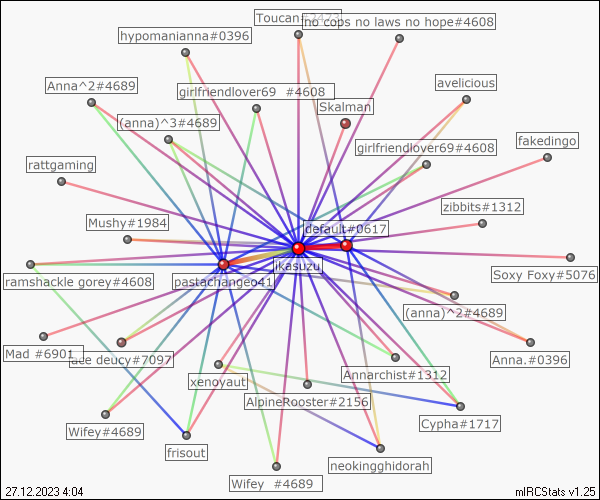 Toucan
no cops no laws no hope#4608
hypomanianna#0396
Anna^2#4689
girlfriendlover69 #4608
avelicious
Skalman
(anna)^3#4689
girlfriendlover69#4608
fakedingo
rattgaming
zibbits#1312
Mushy#1984
default#0617
ikasuzu
Soxy Foxy#5076
ramshackle gorey#4608
pastachangeo41
(anna)^2#4689
Mad #6901
ace deucy#7097
Anna.#0396
Annarchist#1312
xenoyaut
AlpineRooster#2156
Cypha#1717
Wifey#4689
frisout
neokingghidorah
Wifey #4689
27.12.2023 4:04
mIRCStats v1.25